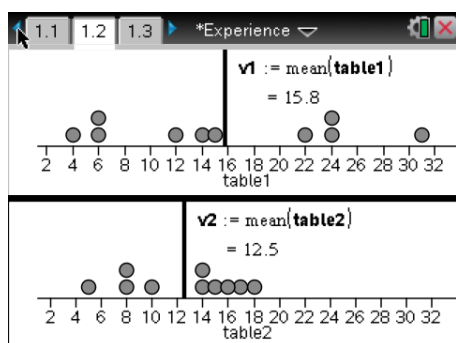 1.1 1.2 1.3 *Experience
v1 := mean(table1)
= 15.8
2 4 6 8 10 12 14 16 18 20 22 24 26 28 30 32
table1
v2 := mean(table2)
= 12.5
2 4 6 8 10 12 14 16 18 20 22 24 26 28 30 32
table2